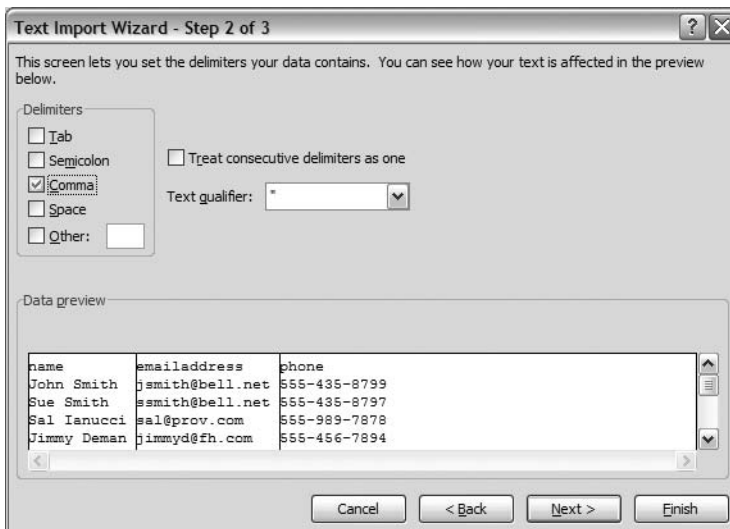 Text Import Wizard - Step 2 of 3
This screen lets you set the delimiters your data contains. You can see how your text is affected in the preview
below.
Delimiters
Tab
Semicolon
Comma
Space
Other:
Treat consecutive delimiters as one
Text qualifier: "
Data preview
name emailaddress phone
John Smith jsmith@bell.net 555-435-8799
Sue Smith ssmith@bell.net 555-435-8797
Sal Ianucci sal@prov.com 555-989-7878
Jimmy Deman jimmyd@fh.com 555-456-7894
Cancel < Back Next > Finish